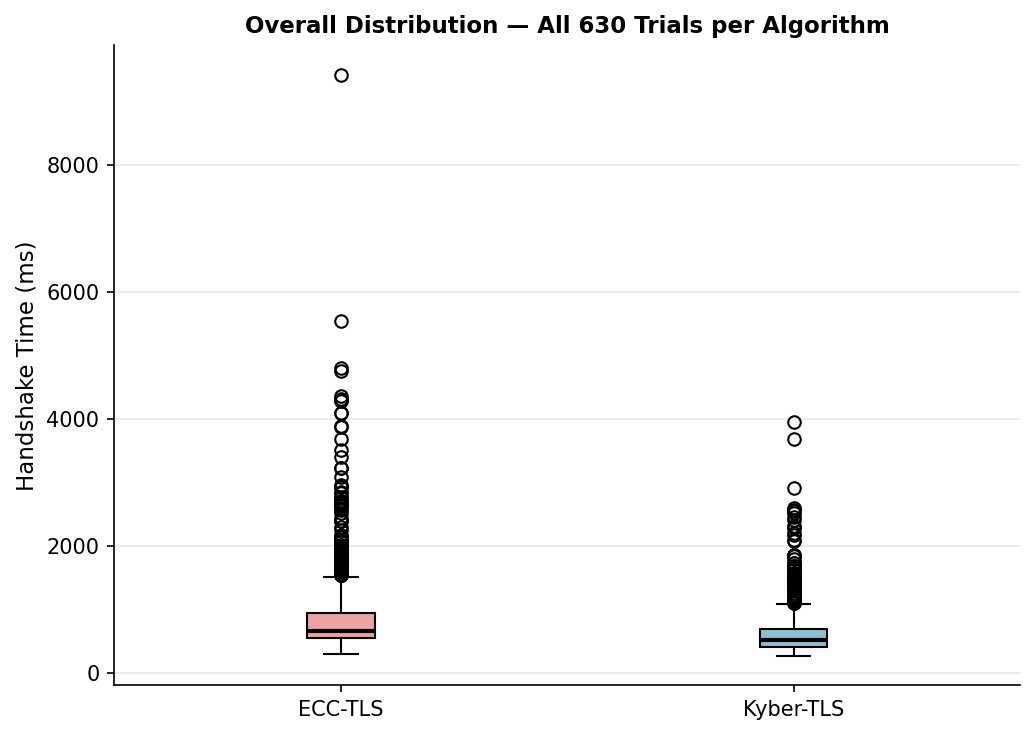 Overall Distribution — All 630 Trials per Algorithm
Handshake Time (ms)
8000
6000
4000
2000
0
ECC-TLS
Kyber-TLS